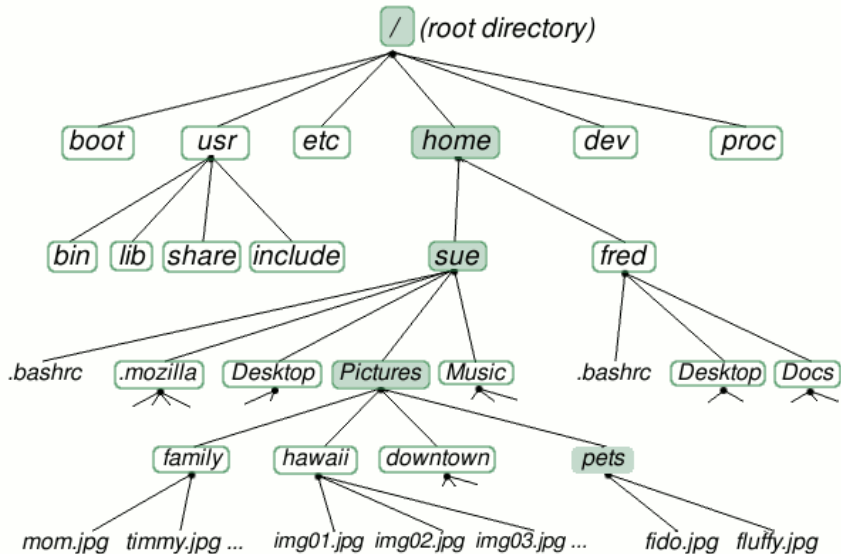 / (root directory)
boot usr etc home dev proc
bin lib share include sue fred
.bashrc .mozilla Desktop Pictures Music .bashrc Desktop Docs
family hawaii downtown pets
mom.jpg timmy.jpg ... img01.jpg img02.jpg img03.jpg ... fido.jpg fluffy.jpg